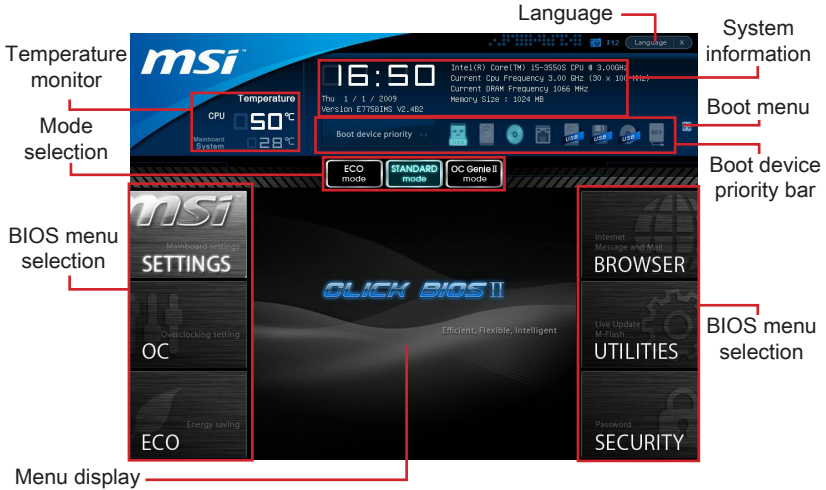 Language
System information
Temperature monitor
Mode selection
BIOS menu selection
Menu display
Boot menu
Boot device priority bar
BIOS menu selection
msi™
F12
Language X
Temperature
CPU 50°C
Mainboard
System 28°C
16:50
Thu 1 / 1 / 2009
Version E7758IMS V2.4B2
Intel(R) Core(TM) i5-3550S CPU @ 3.00GHz
Current Cpu Frequency 3.00 GHz (30 x 100 MHz)
Current DRAM Frequency 1066 MHz
Memory Size : 1024 MB
Boot device priority
USB
USB
USB
ECO mode
STANDARD mode
OC Genie II mode
msi
Mainboard settings
SETTINGS
Overclocking setting
OC
Energy saving
ECO
CLICK BIOS II
Efficient, Flexible, Intelligent
Internet
Message and Mail
BROWSER
Live Update
M-Flash
UTILITIES
Password
SECURITY